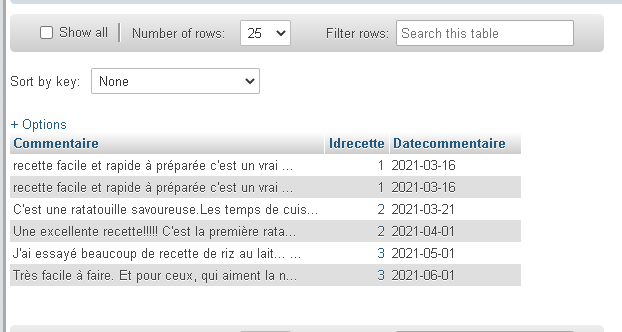 Show all Number of rows: 25 Filter rows: Search this table
Sort by key: None
+ Options
Commentaire Idrecette Datecommentaire
recette facile et rapide à préparée c'est un vrai ... 1 2021-03-16
recette facile et rapide à préparée c'est un vrai ... 1 2021-03-16
C'est une ratatouille savoureuse.Les temps de cuis... 2 2021-03-21
Une excellente recette!!!!! C'est la première rata... 2 2021-04-01
J'ai essayé beaucoup de recette de riz au lait... ... 3 2021-05-01
Très facile à faire. Et pour ceux, qui aiment la n... 3 2021-06-01